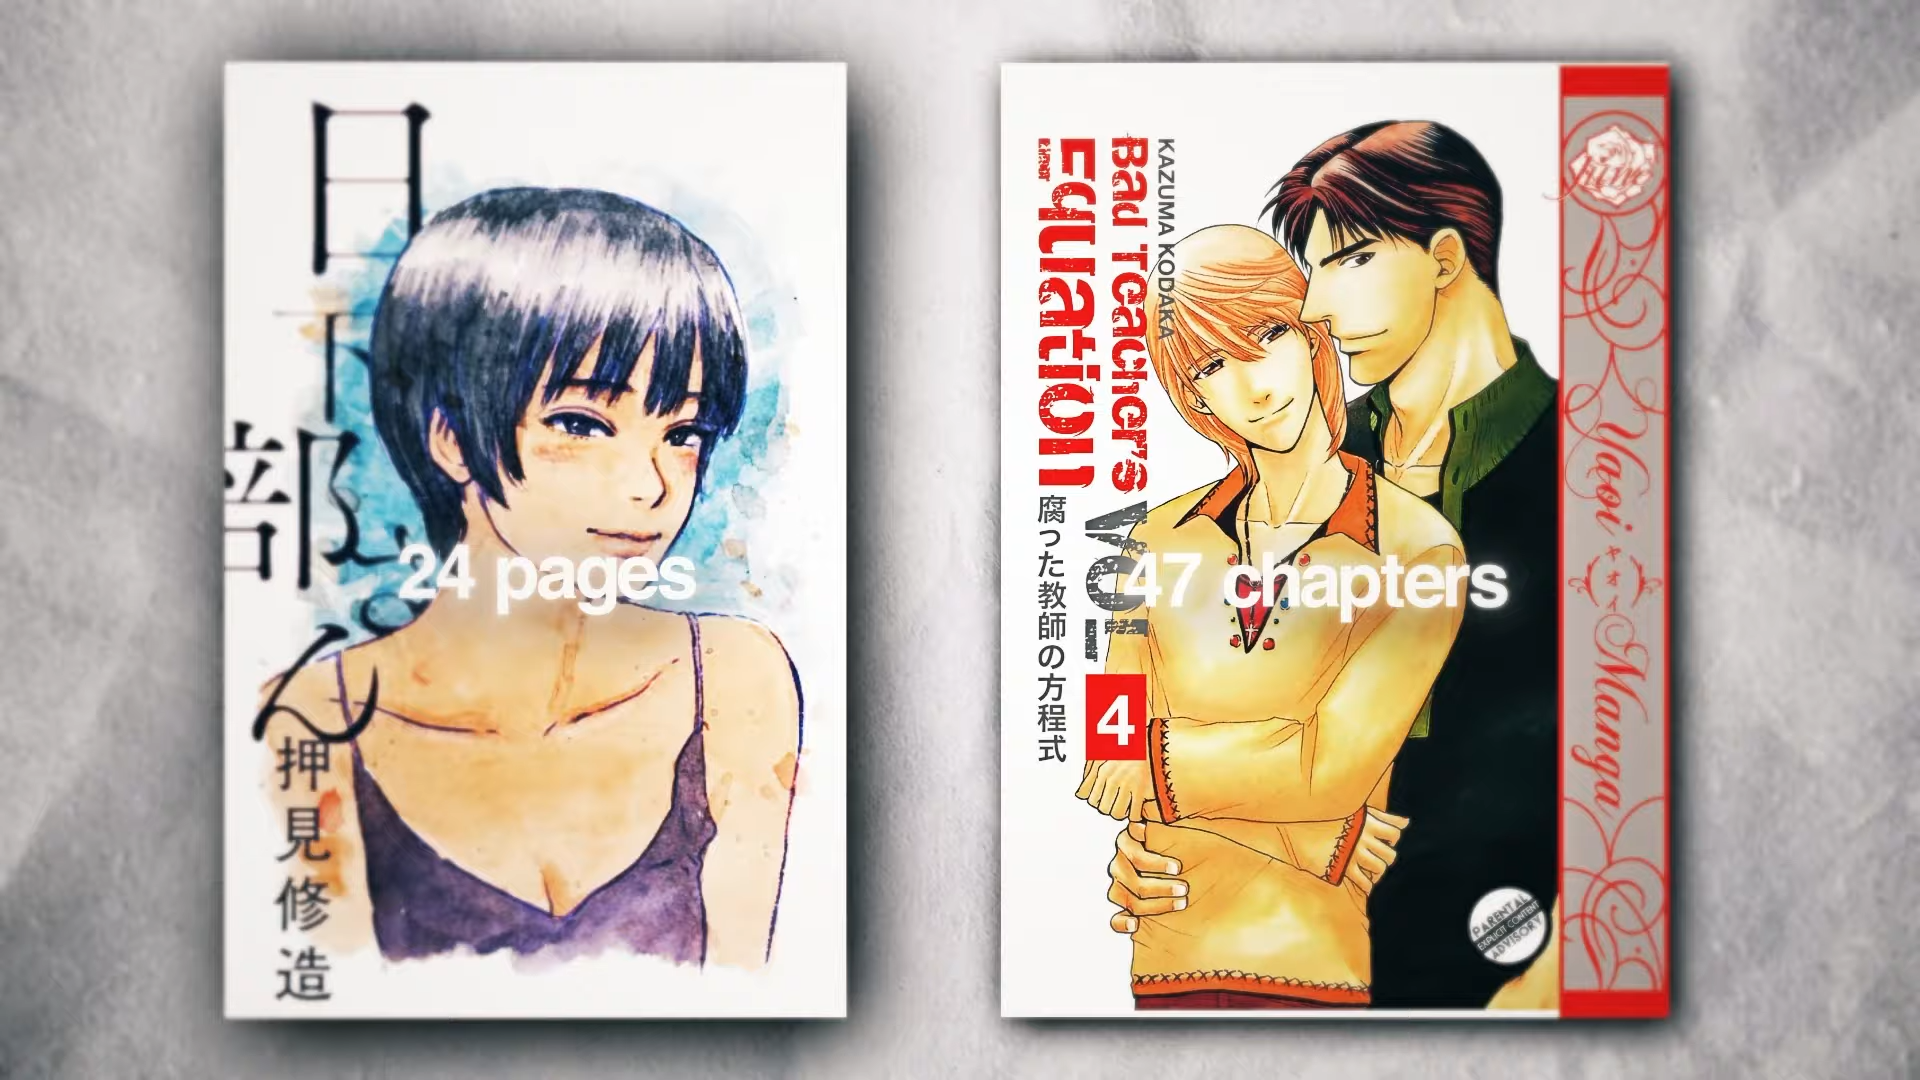 日下部さん
押見修造
24 pages
KAZUMA KODAKA
Bad Teacher's
Equation
腐った教師の方程式
Vol.
4
47 chapters
June
Yaoi
ヤオイ
Manga
PARENTAL
EXPLICIT CONTENT
ADVISORY